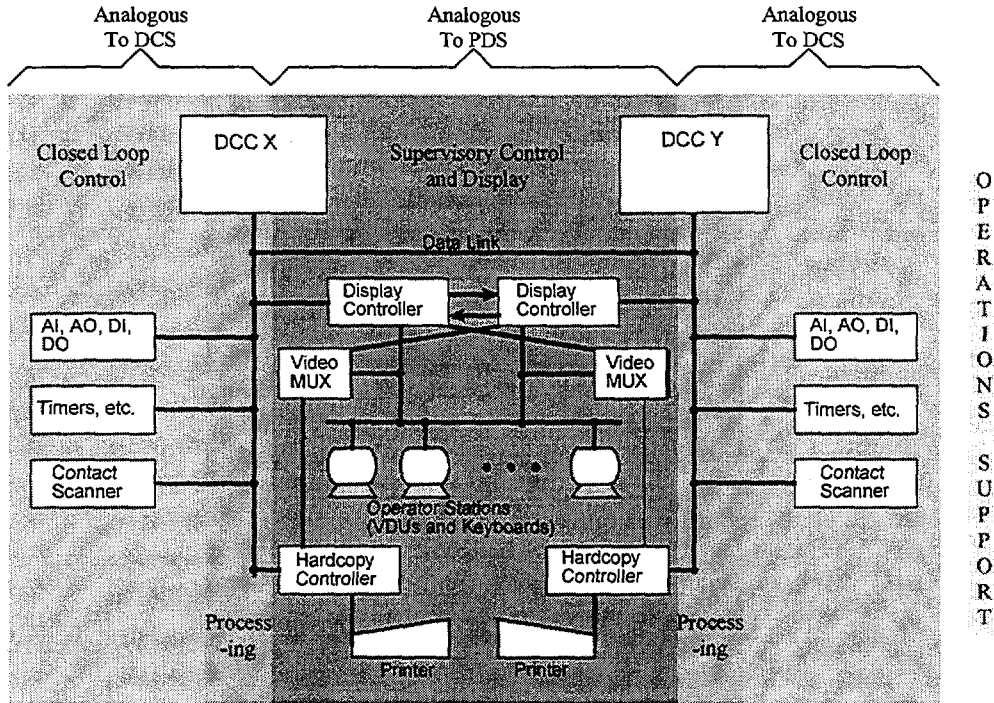 Analogous
To DCS
Analogous
To PDS
Analogous
To DCS
DCC X
DCC Y
Closed Loop
Control
Supervisory Control
and Display
Closed Loop
Control
Data Link
Display
Controller
Display
Controller
AI, AO, DI,
DO
Video
MUX
Video
MUX
AI, AO, DI,
DO
Timers, etc.
Timers, etc.
Contact
Scanner
Contact
Scanner
Operator Stations
(VDUs and Keyboards)
Hardcopy
Controller
Hardcopy
Controller
Process
-ing
Process
-ing
Printer
Printer
OPERATIONS SUPPORT